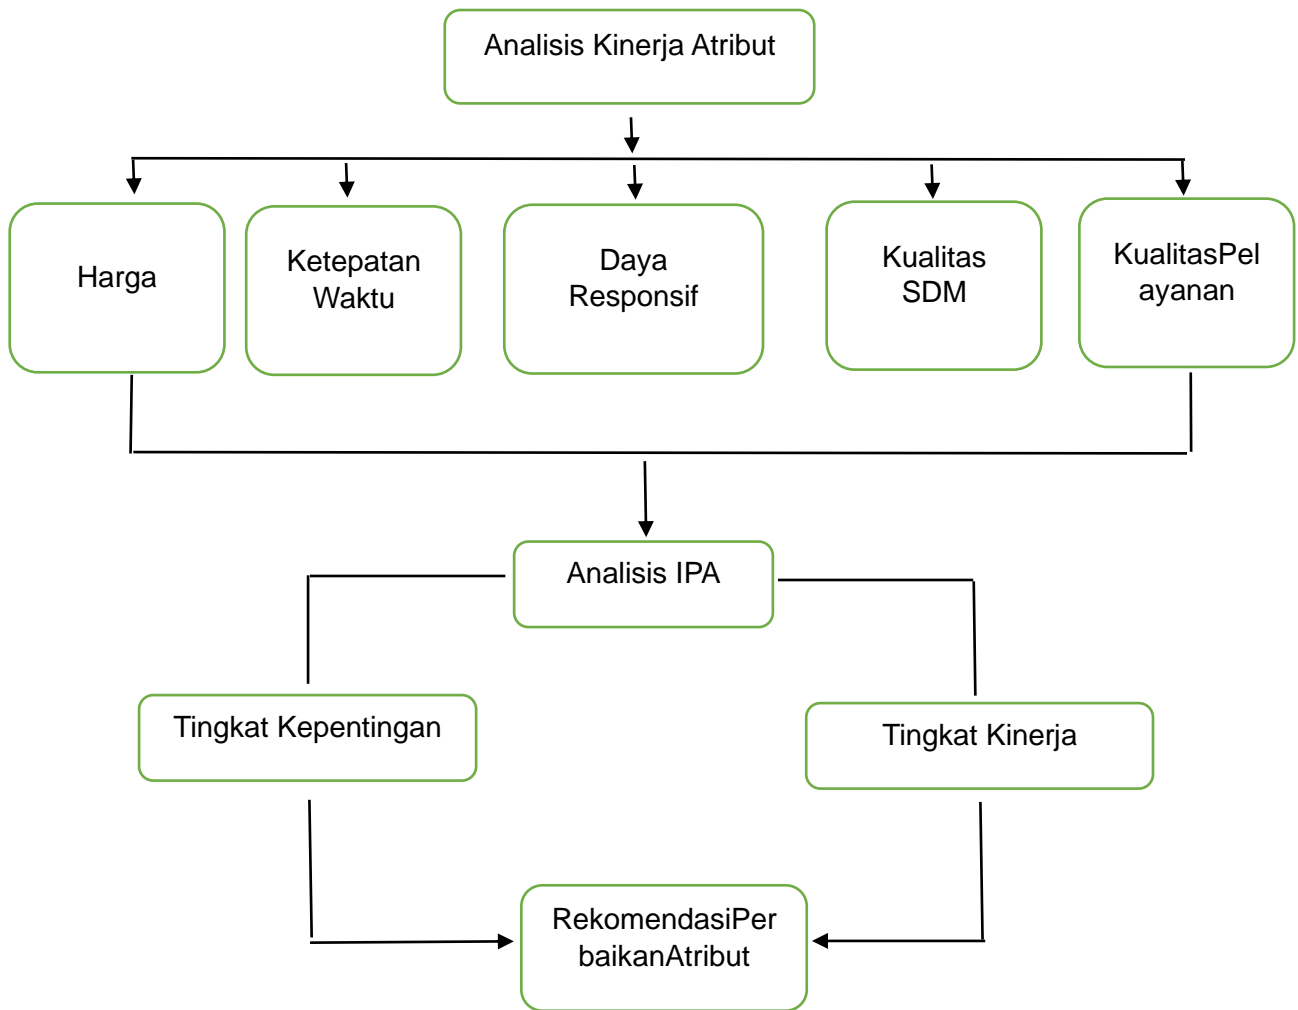 Analisis Kinerja Atribut
Harga
Ketepatan
Waktu
Daya
Responsif
Kualitas
SDM
KualitasPel
ayanan
Analisis IPA
Tingkat Kepentingan
Tingkat Kinerja
RekomendasiPer
baikanAtribut